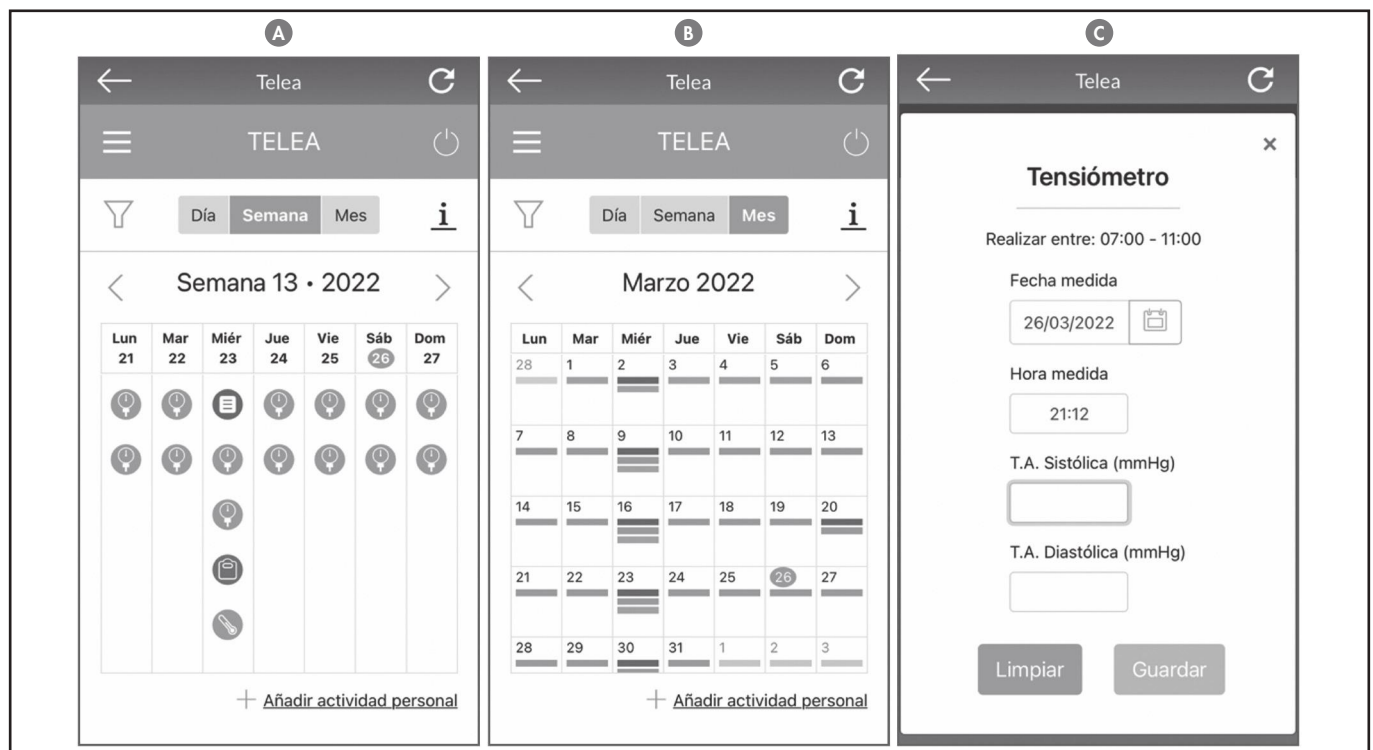 A
Telea
TELEA
Día Semana Mes i
Semana 13 • 2022
Lun Mar Miér Jue Vie Sáb Dom
21 22 23 24 25 26 27
+ Añadir actividad personal
B
Telea
TELEA
Día Semana Mes i
Marzo 2022
Lun Mar Miér Jue Vie Sáb Dom
28 1 2 3 4 5 6
7 8 9 10 11 12 13
14 15 16 17 18 19 20
21 22 23 24 25 26 27
28 29 30 31 1 2 3
+ Añadir actividad personal
C
Telea
×
Tensiómetro
Realizar entre: 07:00 - 11:00
Fecha medida
26/03/2022
Hora medida
21:12
T.A. Sistólica (mmHg)
T.A. Diastólica (mmHg)
Limpiar Guardar